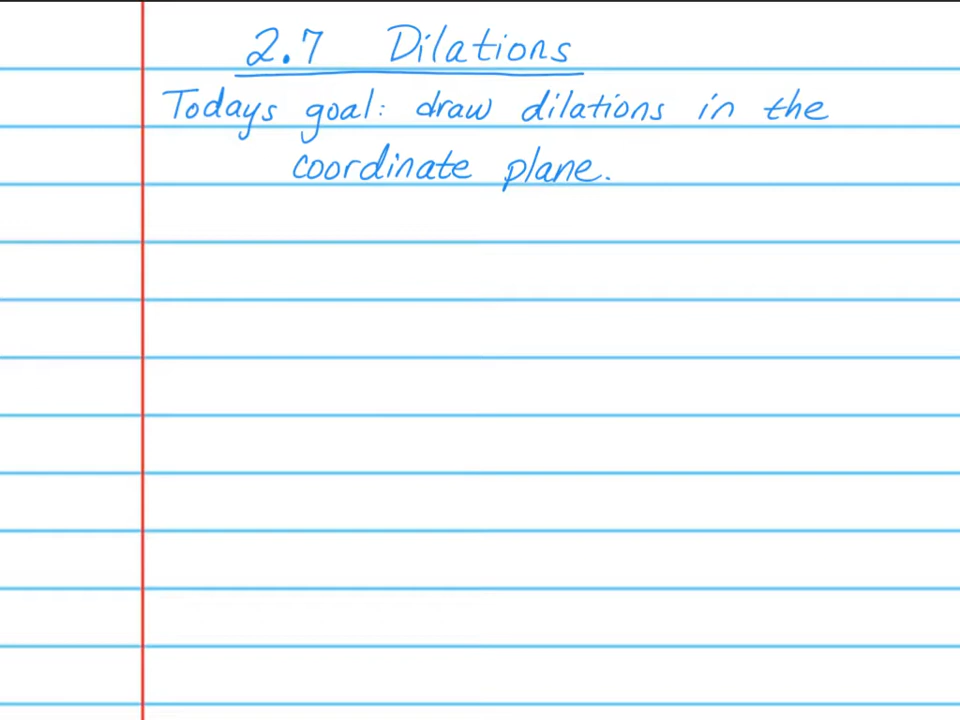 2.7 Dilations
Todays goal: draw dilations in the
coordinate plane.